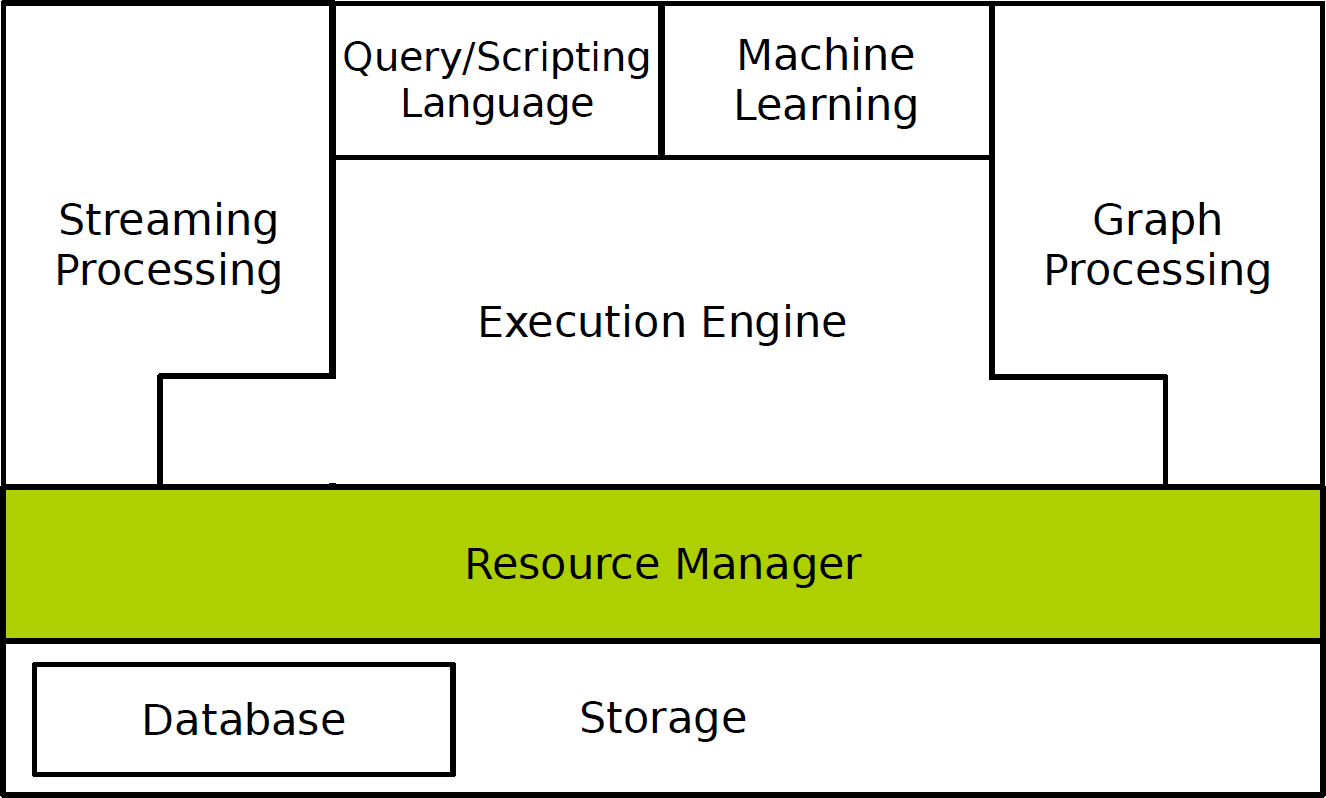 Query/Scripting
Language
Machine
Learning
Streaming
Processing
Graph
Processing
Execution Engine
Resource Manager
Database
Storage